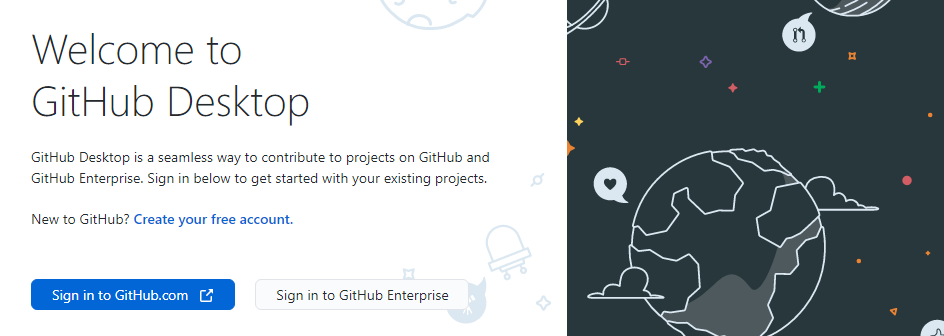 Welcome to
GitHub Desktop
GitHub Desktop is a seamless way to contribute to projects on GitHub and
GitHub Enterprise. Sign in below to get started with your existing projects.
New to GitHub? Create your free account.
Sign in to GitHub.com
Sign in to GitHub Enterprise